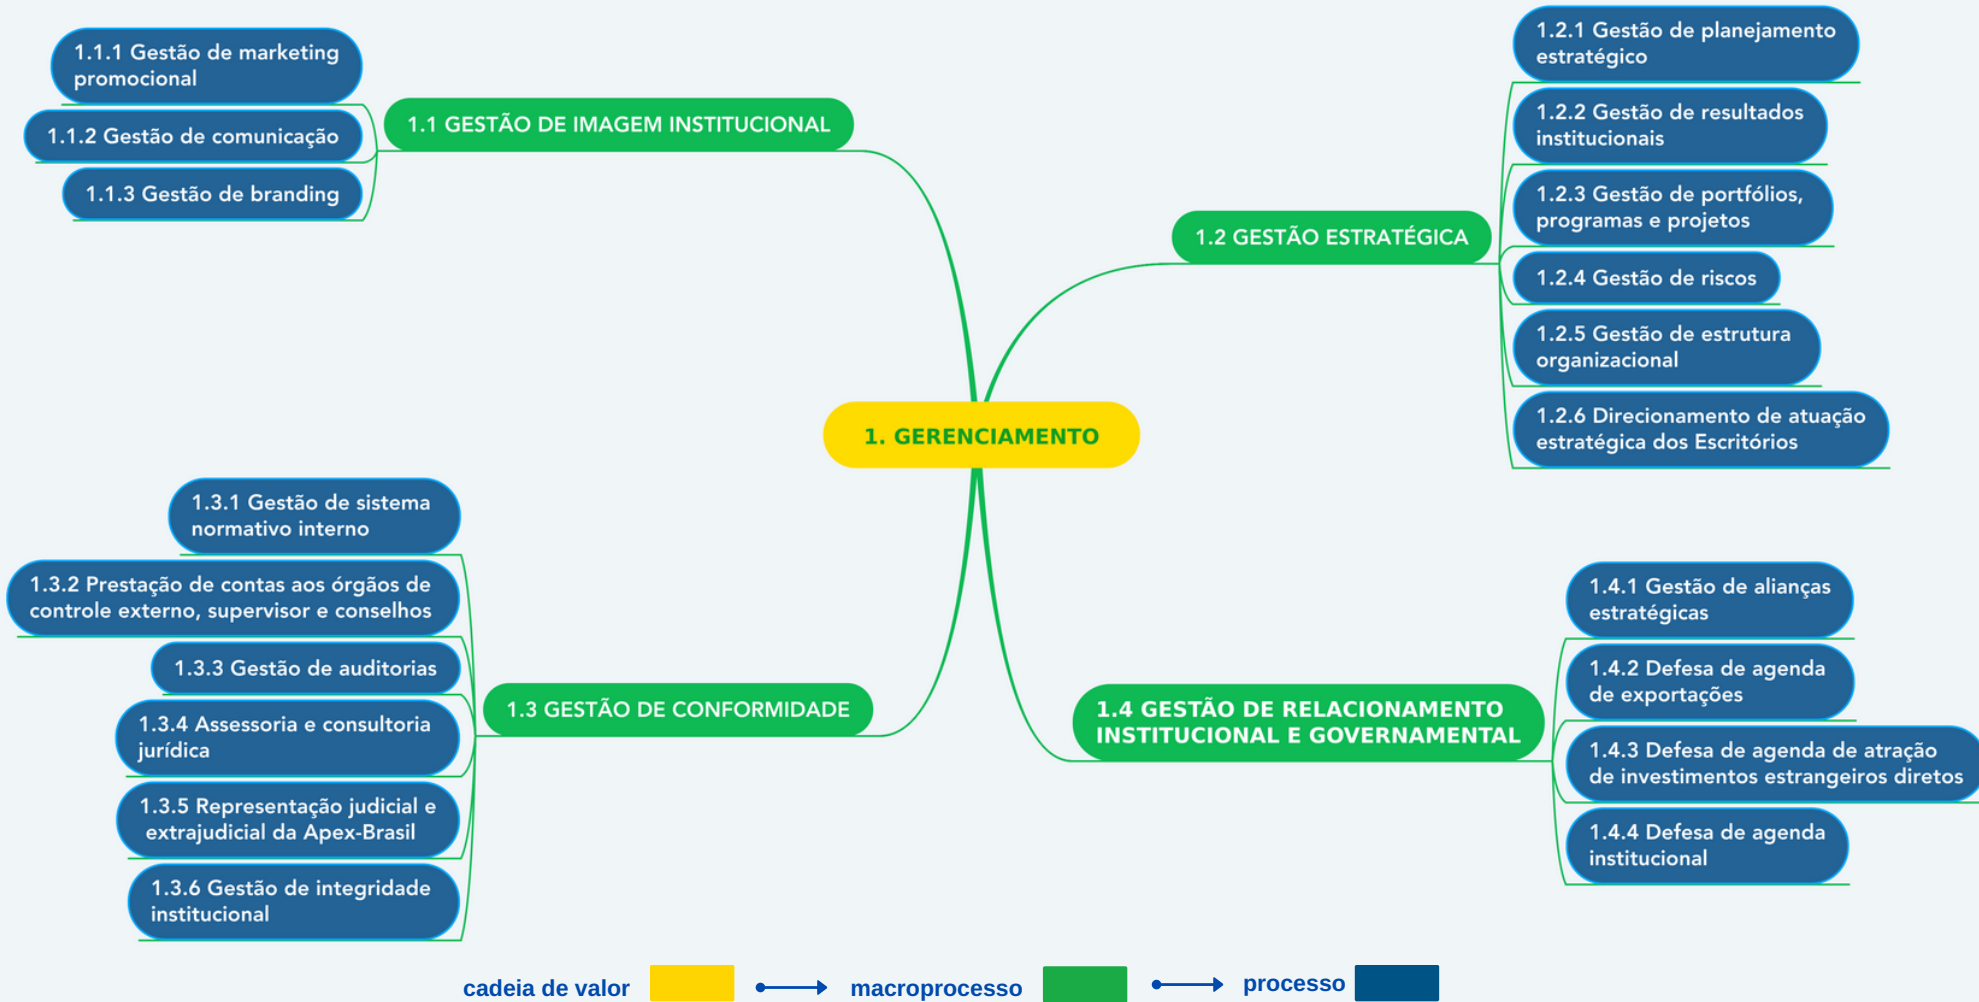 1. GERENCIAMENTO
1.1 GESTÃO DE IMAGEM INSTITUCIONAL
1.1.1 Gestão de marketing
promocional
1.1.2 Gestão de comunicação
1.1.3 Gestão de branding
1.2 GESTÃO ESTRATÉGICA
1.2.1 Gestão de planejamento
estratégico
1.2.2 Gestão de resultados
institucionais
1.2.3 Gestão de portfólios,
programas e projetos
1.2.4 Gestão de riscos
1.2.5 Gestão de estrutura
organizacional
1.2.6 Direcionamento de atuação
estratégica dos Escritórios
1.3 GESTÃO DE CONFORMIDADE
1.3.1 Gestão de sistema
normativo interno
1.3.2 Prestação de contas aos órgãos de
controle externo, supervisor e conselhos
1.3.3 Gestão de auditorias
1.3.4 Assessoria e consultoria
jurídica
1.3.5 Representação judicial e
extrajudicial da Apex-Brasil
1.3.6 Gestão de integridade
institucional
1.4 GESTÃO DE RELACIONAMENTO
INSTITUCIONAL E GOVERNAMENTAL
1.4.1 Gestão de alianças
estratégicas
1.4.2 Defesa de agenda
de exportações
1.4.3 Defesa de agenda de atração
de investimentos estrangeiros diretos
1.4.4 Defesa de agenda
institucional
cadeia de valor
macroprocesso
processo